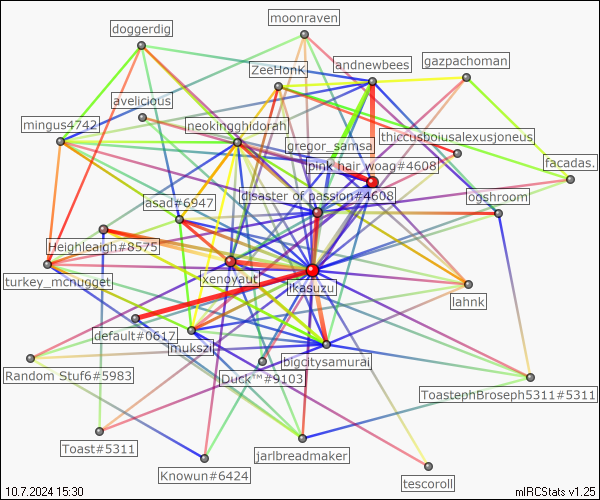 moonraven
doggerdig
andnewbees
gazpachoman
ZeeHonK
avelicious
mingus4742
neokingghidorah
thiccusboiusalexusjoneus
gregor_samsa
facadas.
pink hair woag#4608
disaster of passion#4608
ogshroom
asad#6947
Heighleaigh#8575
turkey_mcnugget
xenoyaut
ikasuzu
lahnk
default#0617
mukszi
bigcitysamurai
Random Stuf6#5983
Duck™#9103
ToastephBroseph5311#5311
Toast#5311
jarlbreadmaker
Knowun#6424
tescoroll
10.7.2024 15:30
mIRCStats v1.25